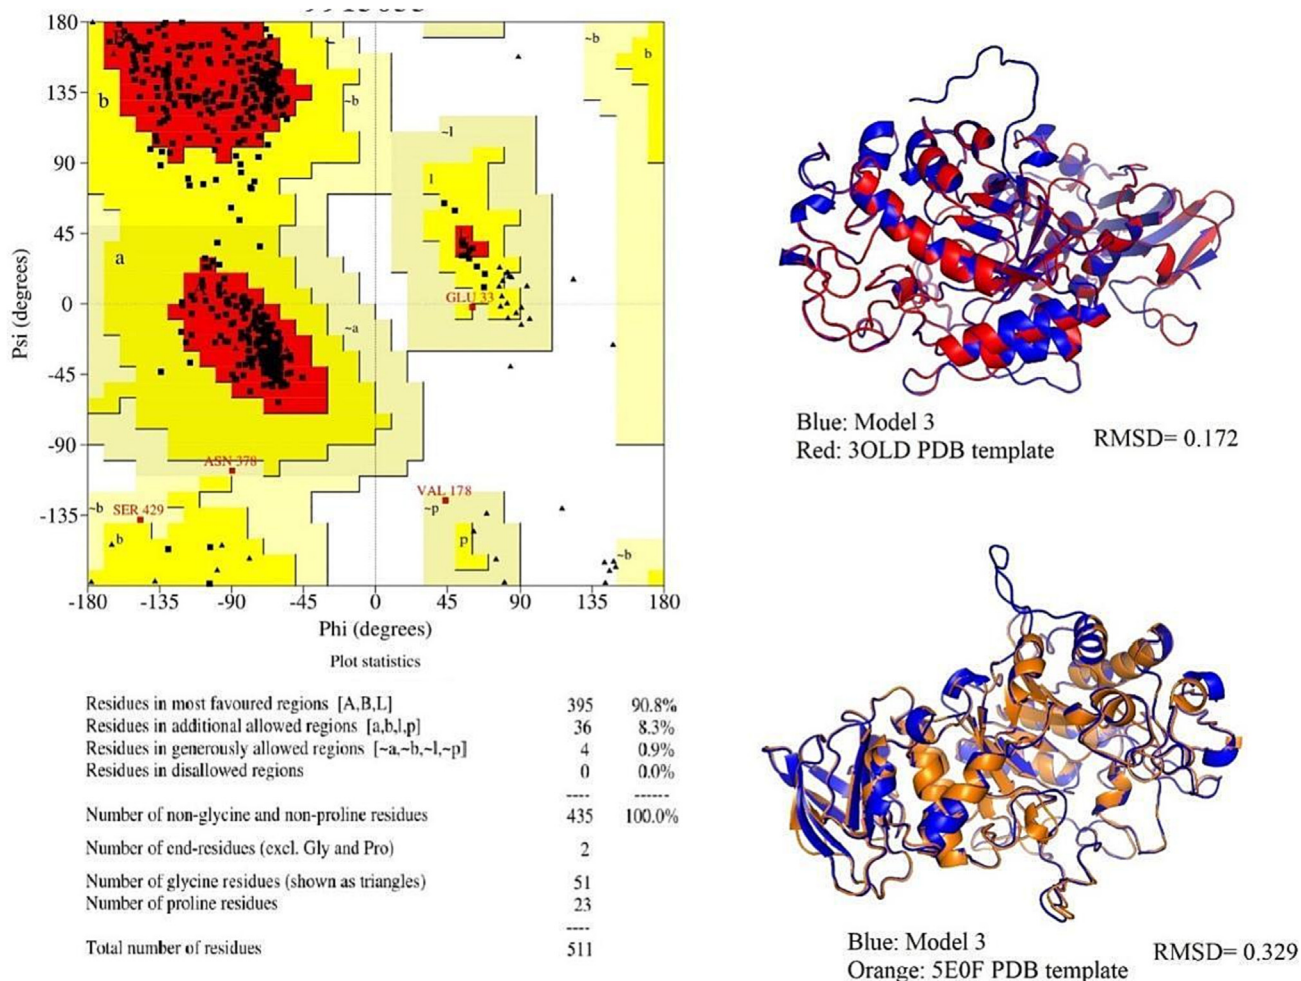 180
135
90
45
0
-45
-90
-135
Psi (degrees)
b
~b
b
~b
~l
l
L
a
A
~a
GLU 33
ASN 378
VAL 178
SER 429
~b
b
~p
p
~b
-180 -135 -90 -45 0 45 90 135 180
Phi (degrees)
Plot statistics
Residues in most favoured regions [A,B,L] 395 90.8%
Residues in additional allowed regions [a,b,l,p] 36 8.3%
Residues in generously allowed regions [~a,~b,~l,~p] 4 0.9%
Residues in disallowed regions 0 0.0%
---- ------
Number of non-glycine and non-proline residues 435 100.0%
Number of end-residues (excl. Gly and Pro) 2
Number of glycine residues (shown as triangles) 51
Number of proline residues 23
----
Total number of residues 511
Blue: Model 3
Red: 3OLD PDB template
RMSD= 0.172
Blue: Model 3
Orange: 5E0F PDB template
RMSD= 0.329